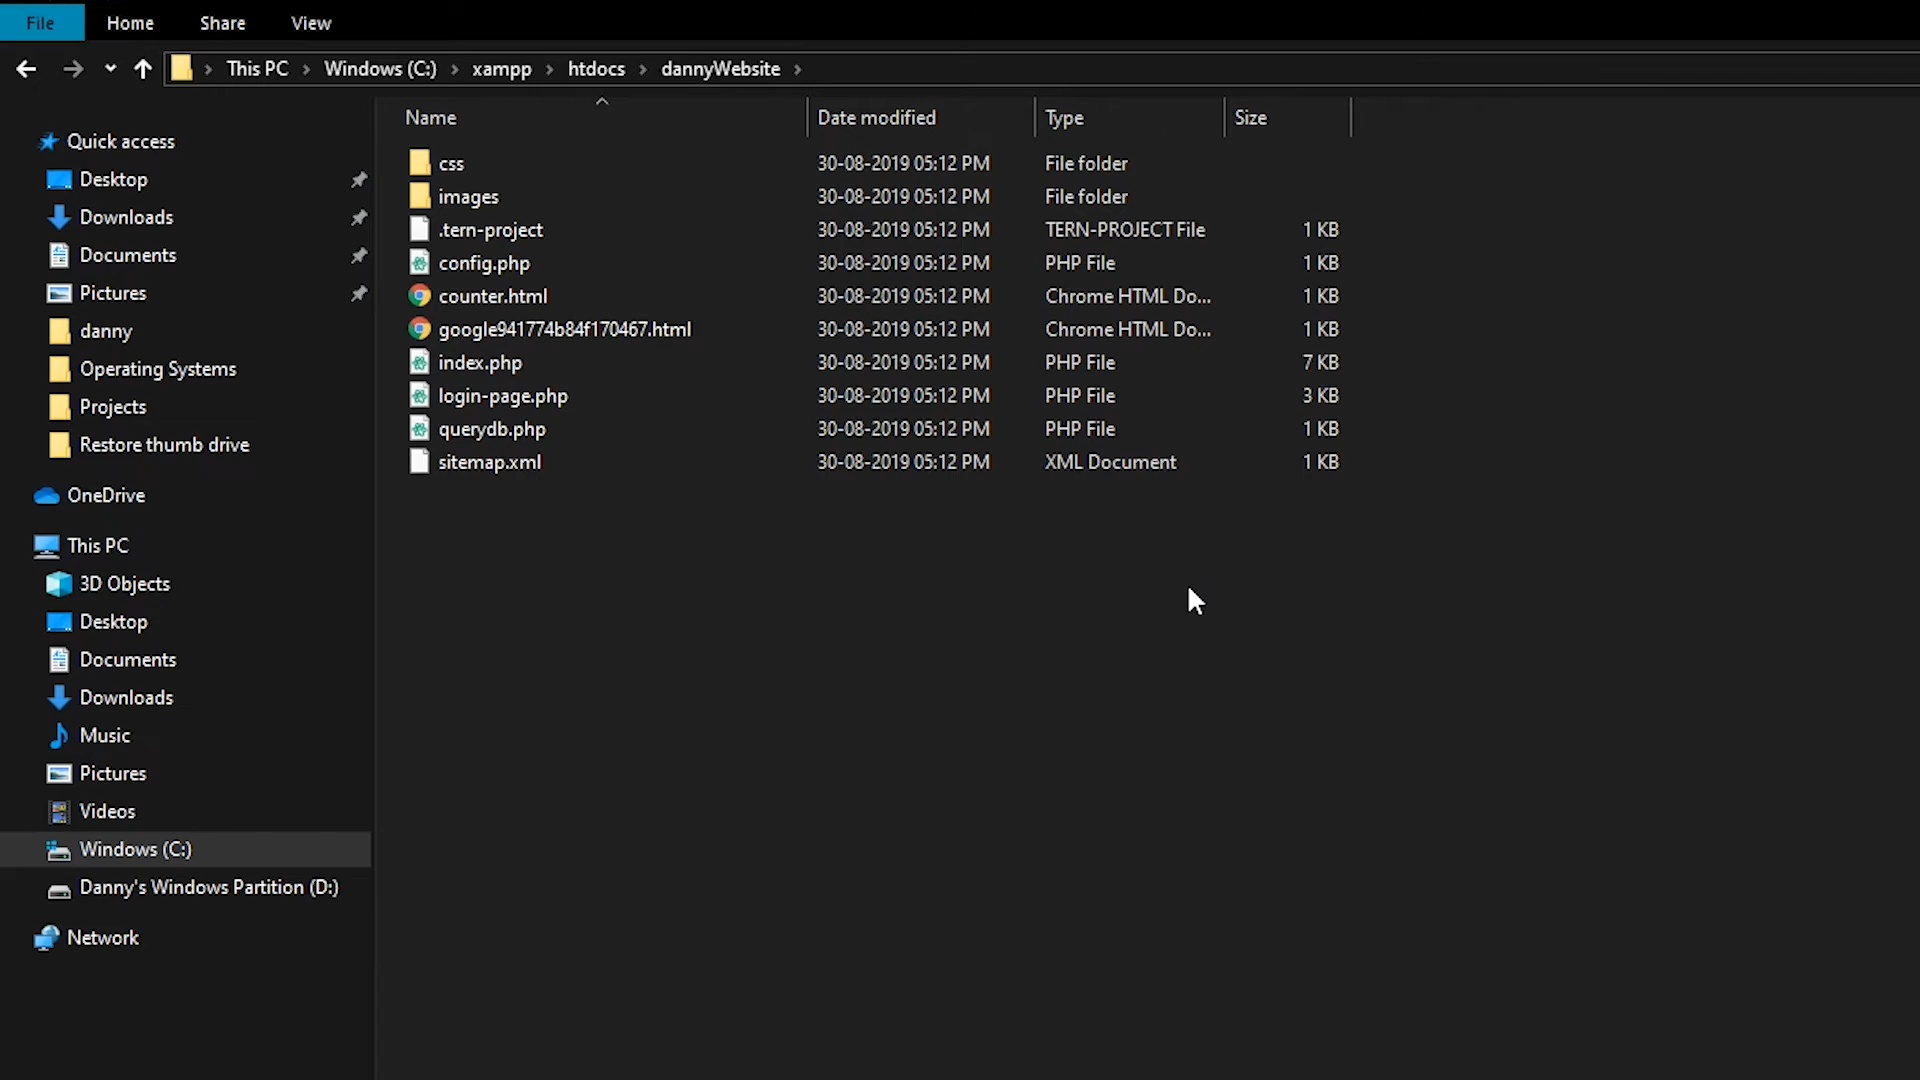 File Home Share View
This PC Windows (C:) xampp htdocs dannyWebsite
Name Date modified Type Size
Quick access
Desktop
Downloads
Documents
Pictures
danny
Operating Systems
Projects
Restore thumb drive
OneDrive
This PC
3D Objects
Desktop
Documents
Downloads
Music
Pictures
Videos
Windows (C:)
Danny's Windows Partition (D:)
Network
css 30-08-2019 05:12 PM File folder
images 30-08-2019 05:12 PM File folder
.tern-project 30-08-2019 05:12 PM TERN-PROJECT File 1 KB
config.php 30-08-2019 05:12 PM PHP File 1 KB
counter.html 30-08-2019 05:12 PM Chrome HTML Do... 1 KB
google941774b84f170467.html 30-08-2019 05:12 PM Chrome HTML Do... 1 KB
index.php 30-08-2019 05:12 PM PHP File 7 KB
login-page.php 30-08-2019 05:12 PM PHP File 3 KB
querydb.php 30-08-2019 05:12 PM PHP File 1 KB
sitemap.xml 30-08-2019 05:12 PM XML Document 1 KB